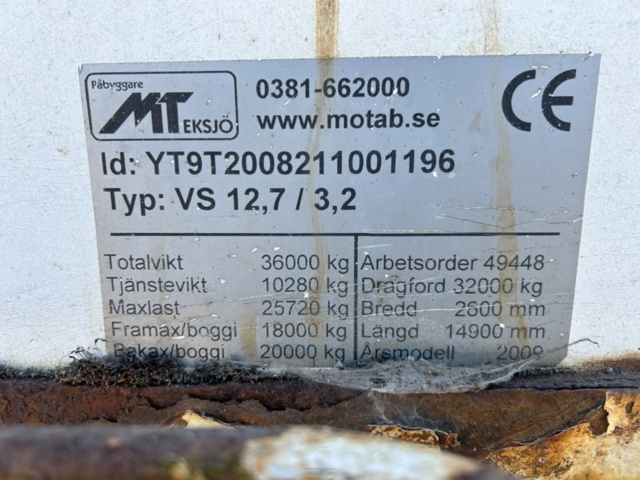 Påbyggare
MT EKSJÖ
0381-662000
www.motab.se
CE
Id: YT9T2008211001196
Typ: VS 12,7 / 3,2
Totalvikt 36000 kg
Tjänstevikt 10280 kg
Maxlast 25720 kg
Framax/boggi 18000 kg
Bakax/boggi 20000 kg
Arbetsorder 49448
Dragford 32000 kg
Bredd 2600 mm
Längd 14900 mm
Årsmodell